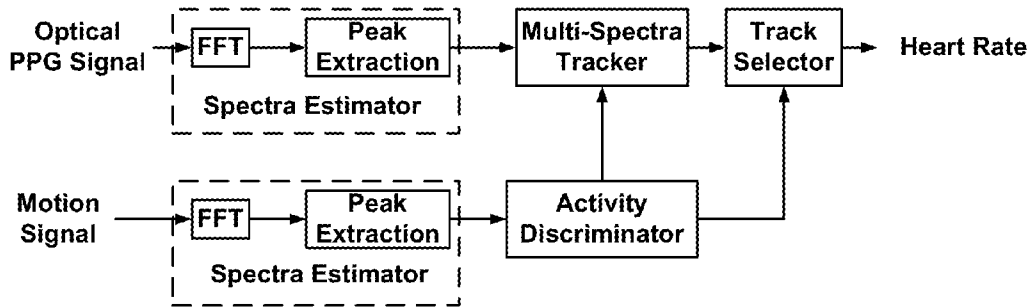 Optical
PPG Signal
FFT
Peak
Extraction
Spectra Estimator
Multi-Spectra
Tracker
Track
Selector
Heart Rate
Motion
Signal
FFT
Peak
Extraction
Spectra Estimator
Activity
Discriminator